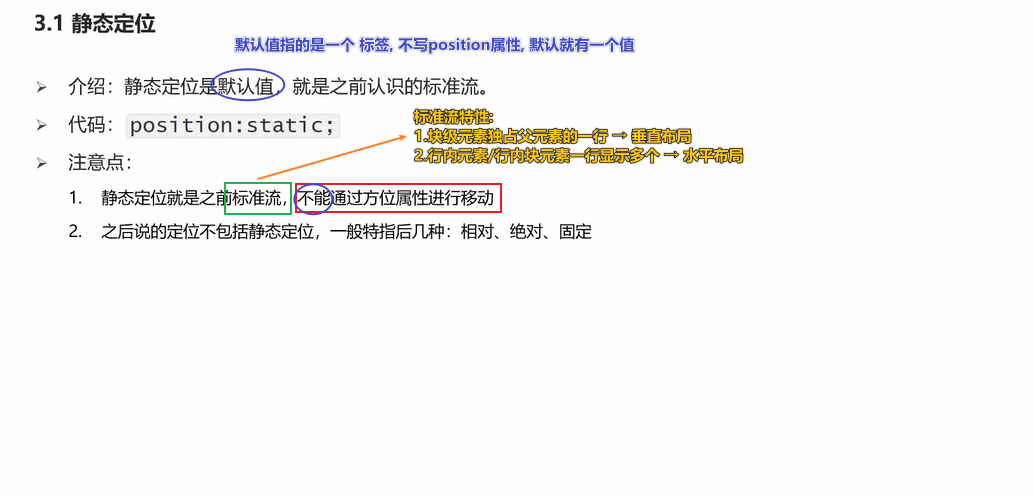 3.1 静态定位
默认值指的是一个 标签, 不写position属性, 默认就有一个值
➢ 介绍：静态定位是默认值，就是之前认识的标准流。
➢ 代码：position:static;
标准流特性:
1.块级元素独占父元素的一行 → 垂直布局
2.行内元素/行内块元素一行显示多个 → 水平布局
➢ 注意点：
1. 静态定位就是之前标准流，不能通过方位属性进行移动
2. 之后说的定位不包括静态定位，一般特指后几种：相对、绝对、固定